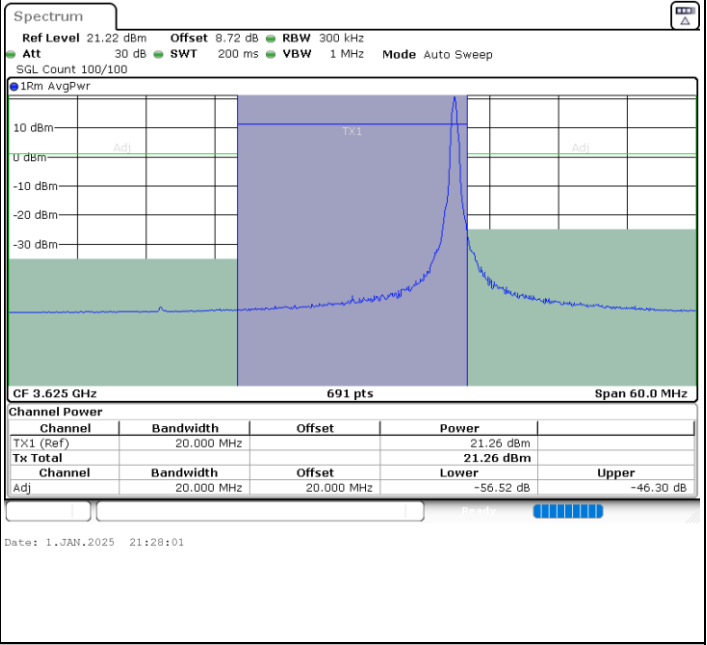 Spectrum
Ref Level 21.22 dBm Offset 8.72 dB RBW 300 kHz
Att 30 dB SWT 200 ms VBW 1 MHz Mode Auto Sweep
SGL Count 100/100
1Rm AvgPwr
10 dBm
TX1
Adj Adj
0 dBm
-10 dBm
-20 dBm
-30 dBm
CF 3.625 GHz 691 pts Span 60.0 MHz
Channel Power
Channel Bandwidth Offset Power
TX1 (Ref) 20.000 MHz 21.26 dBm
Tx Total 21.26 dBm
Channel Bandwidth Offset Lower Upper
Adj 20.000 MHz 20.000 MHz -56.52 dB -46.30 dB
Ready
Date: 1.JAN.2025 21:28:01